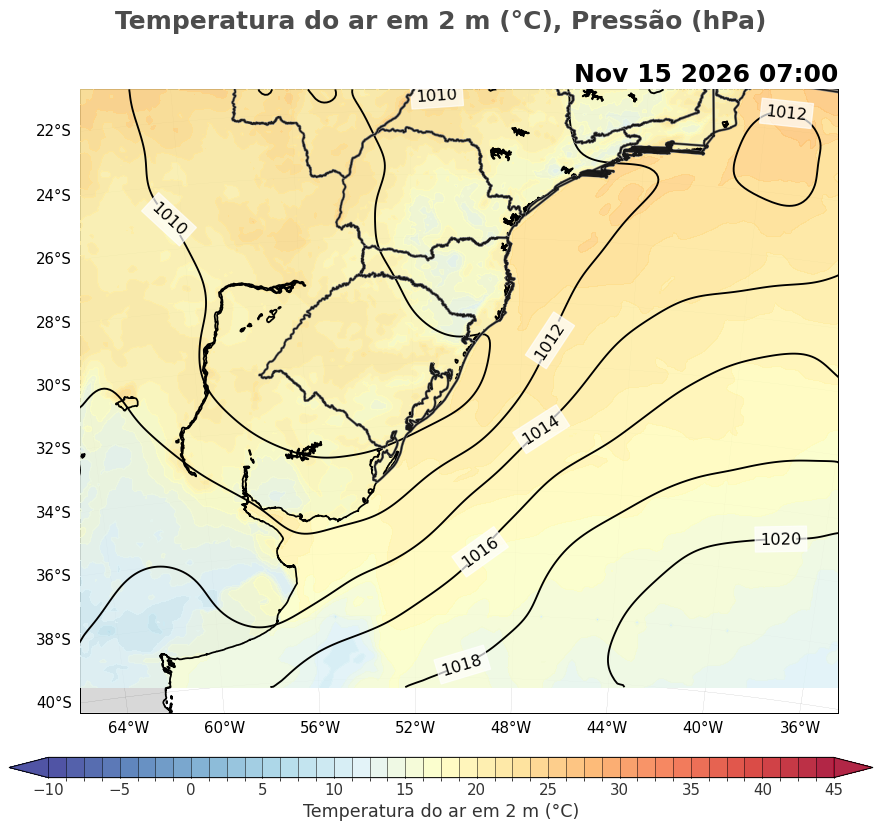 Temperatura do ar em 2 m (°C), Pressão (hPa)
Nov 15 2026 07:00
1010
1012
22°S
24°S
1010
26°S
28°S
1012
30°S
1014
32°S
34°S
1016
1020
36°S
38°S
1018
40°S
64°W 60°W 56°W 52°W 48°W 44°W 40°W 36°W
−10 −5 0 5 10 15 20 25 30 35 40 45
Temperatura do ar em 2 m (°C)